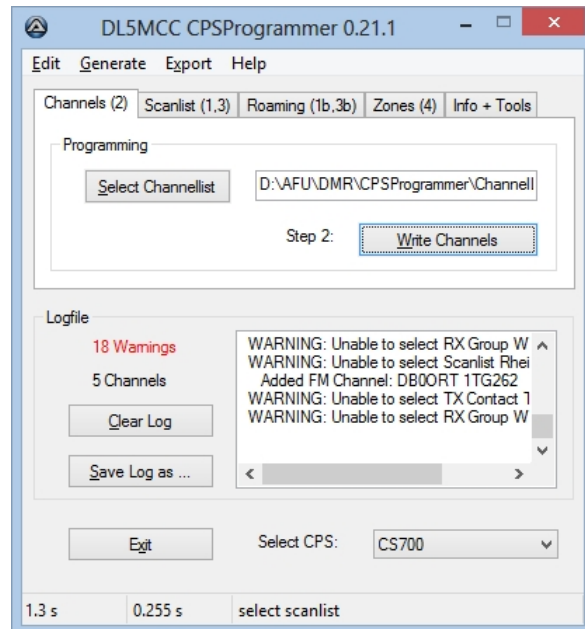 DL5MCC CPSProgrammer 0.21.1
Edit Generate Export Help
Channels (2) Scanlist (1,3) Roaming (1b,3b) Zones (4) Info + Tools
Programming
Select Channellist D:\AFU\DMR\CPSProgrammer\Channell
Step 2: Write Channels
Logfile
18 Warnings
5 Channels
Clear Log
Save Log as ...
WARNING: Unable to select RX Group W
WARNING: Unable to select Scanlist Rhei
Added FM Channel: DB0ORT 1TG262
WARNING: Unable to select TX Contact T
WARNING: Unable to select RX Group W
Exit Select CPS: CS700
1.3 s 0.255 s select scanlist